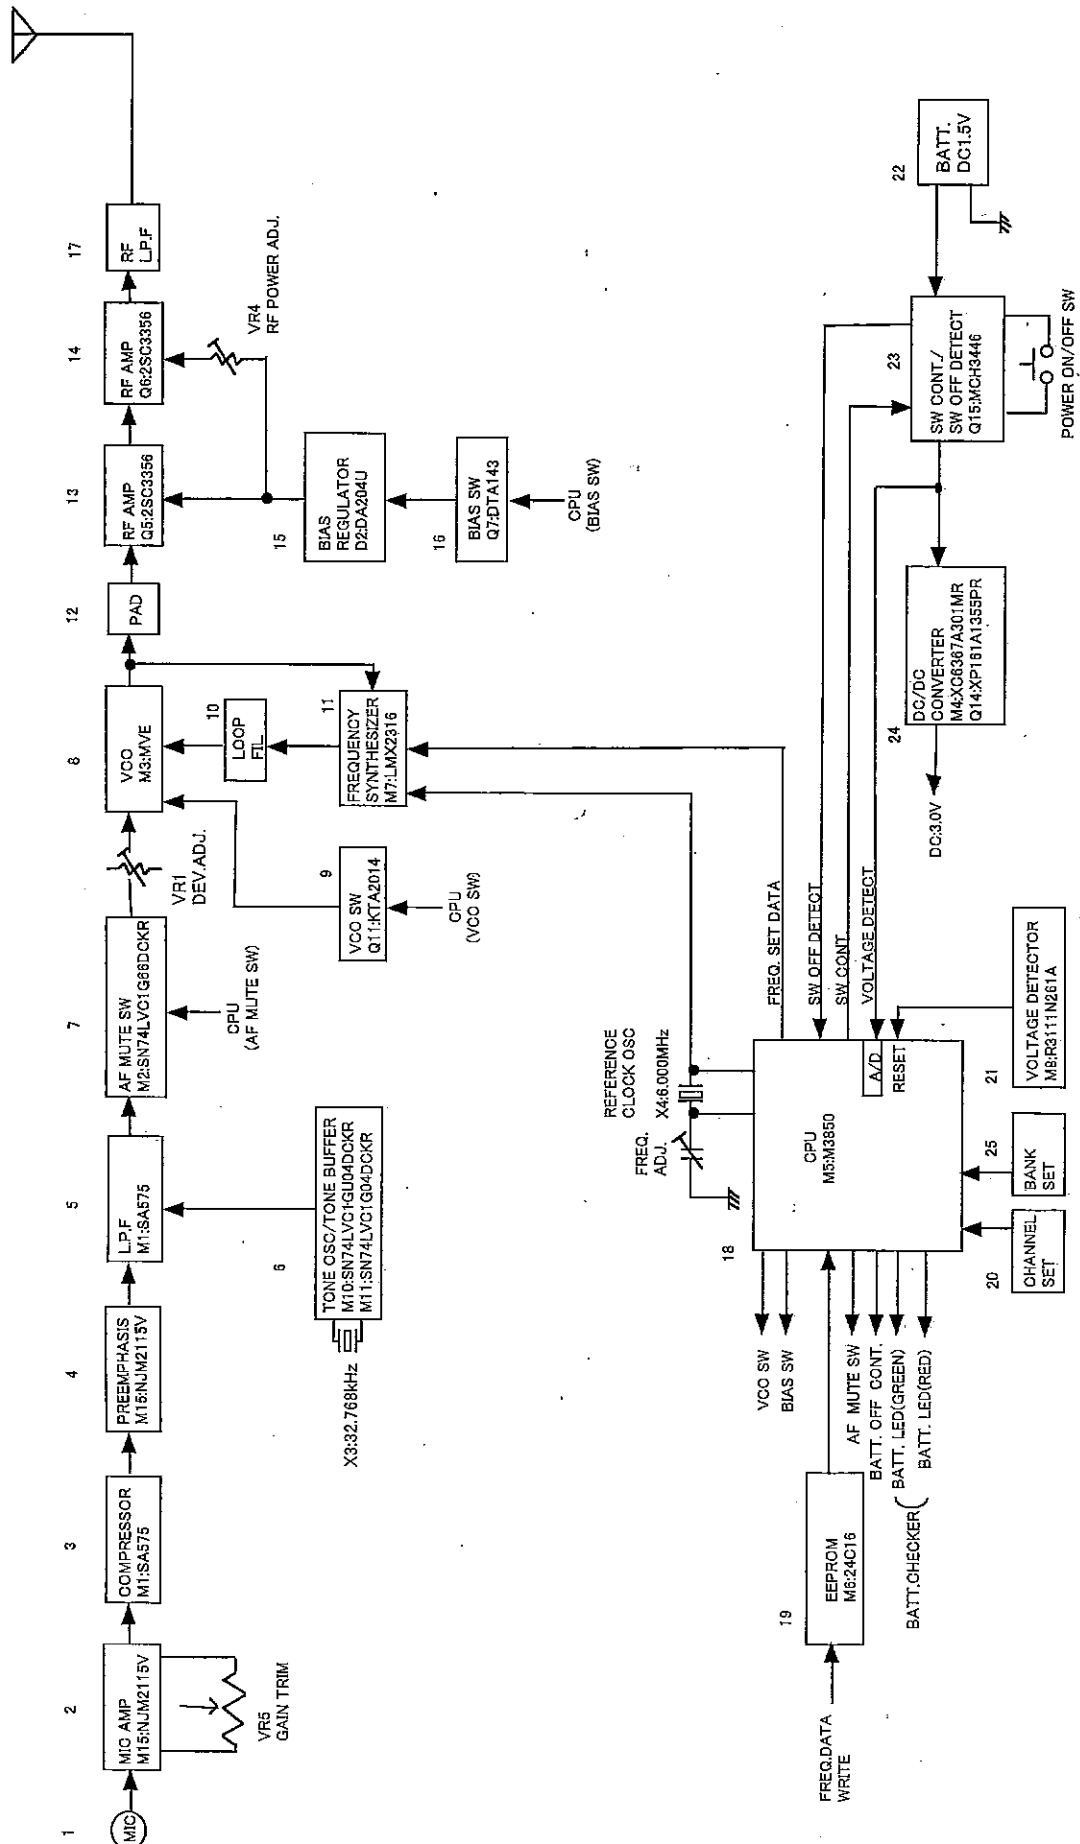 1
MIC
2
MIC AMP
M15:NJM2115V
VR5
GAIN TRIM
3
COMPRESSOR
M1:SA575
4
PREEMPHASIS
M15:NJM2115V
5
L.P.F
M1:SA575
6
TONE OSC/TONE BUFFER
M10:SN74LVC1GU04DCKR
M11:SN74LVC1G04DCKR
X3:32.768kHz
7
AF MUTE SW
M2:SN74LVC1G66DCKR
CPU
(AF MUTE SW)
VR1
DEV.ADJ.
8
VCO
M3:MVE
9
VCO SW
Q11:KTA2014
CPU
(VCO SW)
10
LOOP
FIL
11
FREQUENCY
SYNTHESIZER
M7:LMX2316
12
PAD
13
RF AMP
Q5:2SC3356
14
RF AMP
Q6:2SC3356
VR4
RF POWER ADJ.
15
BIAS
REGULATOR
D2:DA204U
16
BIAS SW
Q7:DTA143
CPU
(BIAS SW)
17
RF
L.P.F
FREQ.DATA
WRITE
19
EEPROM
M6:24C16
VCO SW
BIAS SW
AF MUTE SW
BATT. OFF CONT.
BATT.CHECKER
BATT. LED(GREEN)
BATT. LED(RED)
18
CPU
M5:M3850
A/D
RESET
FREQ.
ADJ.
REFERENCE
CLOCK OSC
X4:6.000MHz
FREQ. SET DATA
SW OFF DETECT
SW CONT
VOLTAGE DETECT
20
CHANNEL
SET
25
BANK
SET
21
VOLTAGE DETECTOR
M8:R3111N261A
22
BATT.
DC1.5V
23
SW CONT./
SW OFF DETECT
Q15:MCH3446
POWER ON/OFF SW
24
DC/DC
CONVERTER
M4:XC6367A301MR
Q14:XP161A1355PR
DC:3.0V